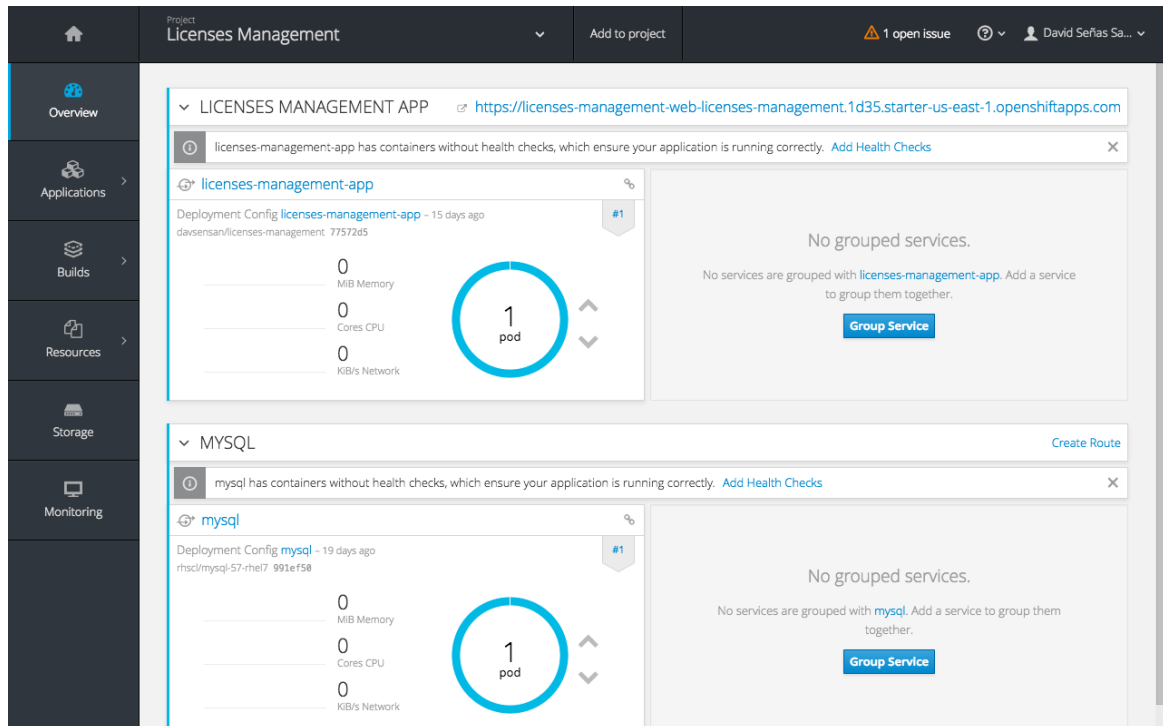 Project
Licenses Management
Add to project
1 open issue
David Señas Sa...
Overview
Applications
Builds
Resources
Storage
Monitoring
LICENSES MANAGEMENT APP
https://licenses-management-web-licenses-management.1d35.starter-us-east-1.openshiftapps.com
licenses-management-app has containers without health checks, which ensure your application is running correctly. Add Health Checks
licenses-management-app
Deployment Config licenses-management-app – 15 days ago
#1
davsensan/licenses-management 77572d5
0
MiB Memory
0
Cores CPU
0
KiB/s Network
1
pod
No grouped services.
No services are grouped with licenses-management-app. Add a service
to group them together.
Group Service
MYSQL
Create Route
mysql has containers without health checks, which ensure your application is running correctly. Add Health Checks
mysql
Deployment Config mysql – 19 days ago
#1
rhscl/mysql-57-rhel7 991ef50
0
MiB Memory
0
Cores CPU
0
KiB/s Network
1
pod
No grouped services.
No services are grouped with mysql. Add a service to group them
together.
Group Service